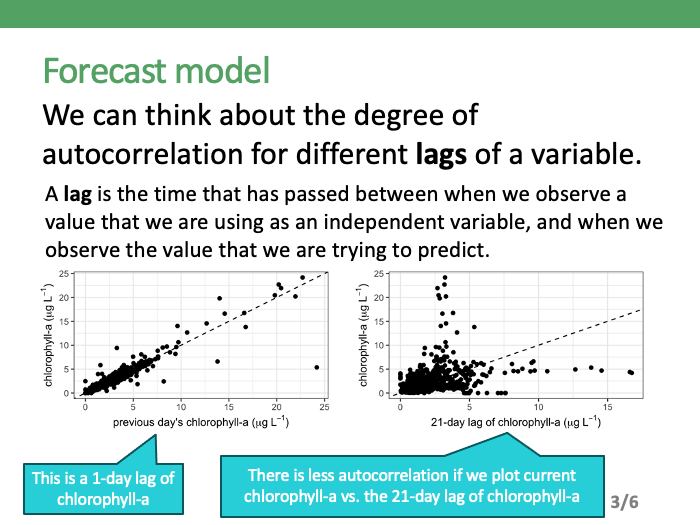 Forecast model
We can think about the degree of
autocorrelation for different lags of a variable.
A lag is the time that has passed between when we observe a
value that we are using as an independent variable, and when we
observe the value that we are trying to predict.
chlorophyll-a (μg L⁻¹)
25
20
15
10
5
0
0
5
10
15
20
25
previous day's chlorophyll-a (μg L⁻¹)
chlorophyll-a (μg L⁻¹)
25
20
15
10
5
0
0
5
10
15
21-day lag of chlorophyll-a (μg L⁻¹)
This is a 1-day lag of
chlorophyll-a
There is less autocorrelation if we plot current
chlorophyll-a vs. the 21-day lag of chlorophyll-a
3/6